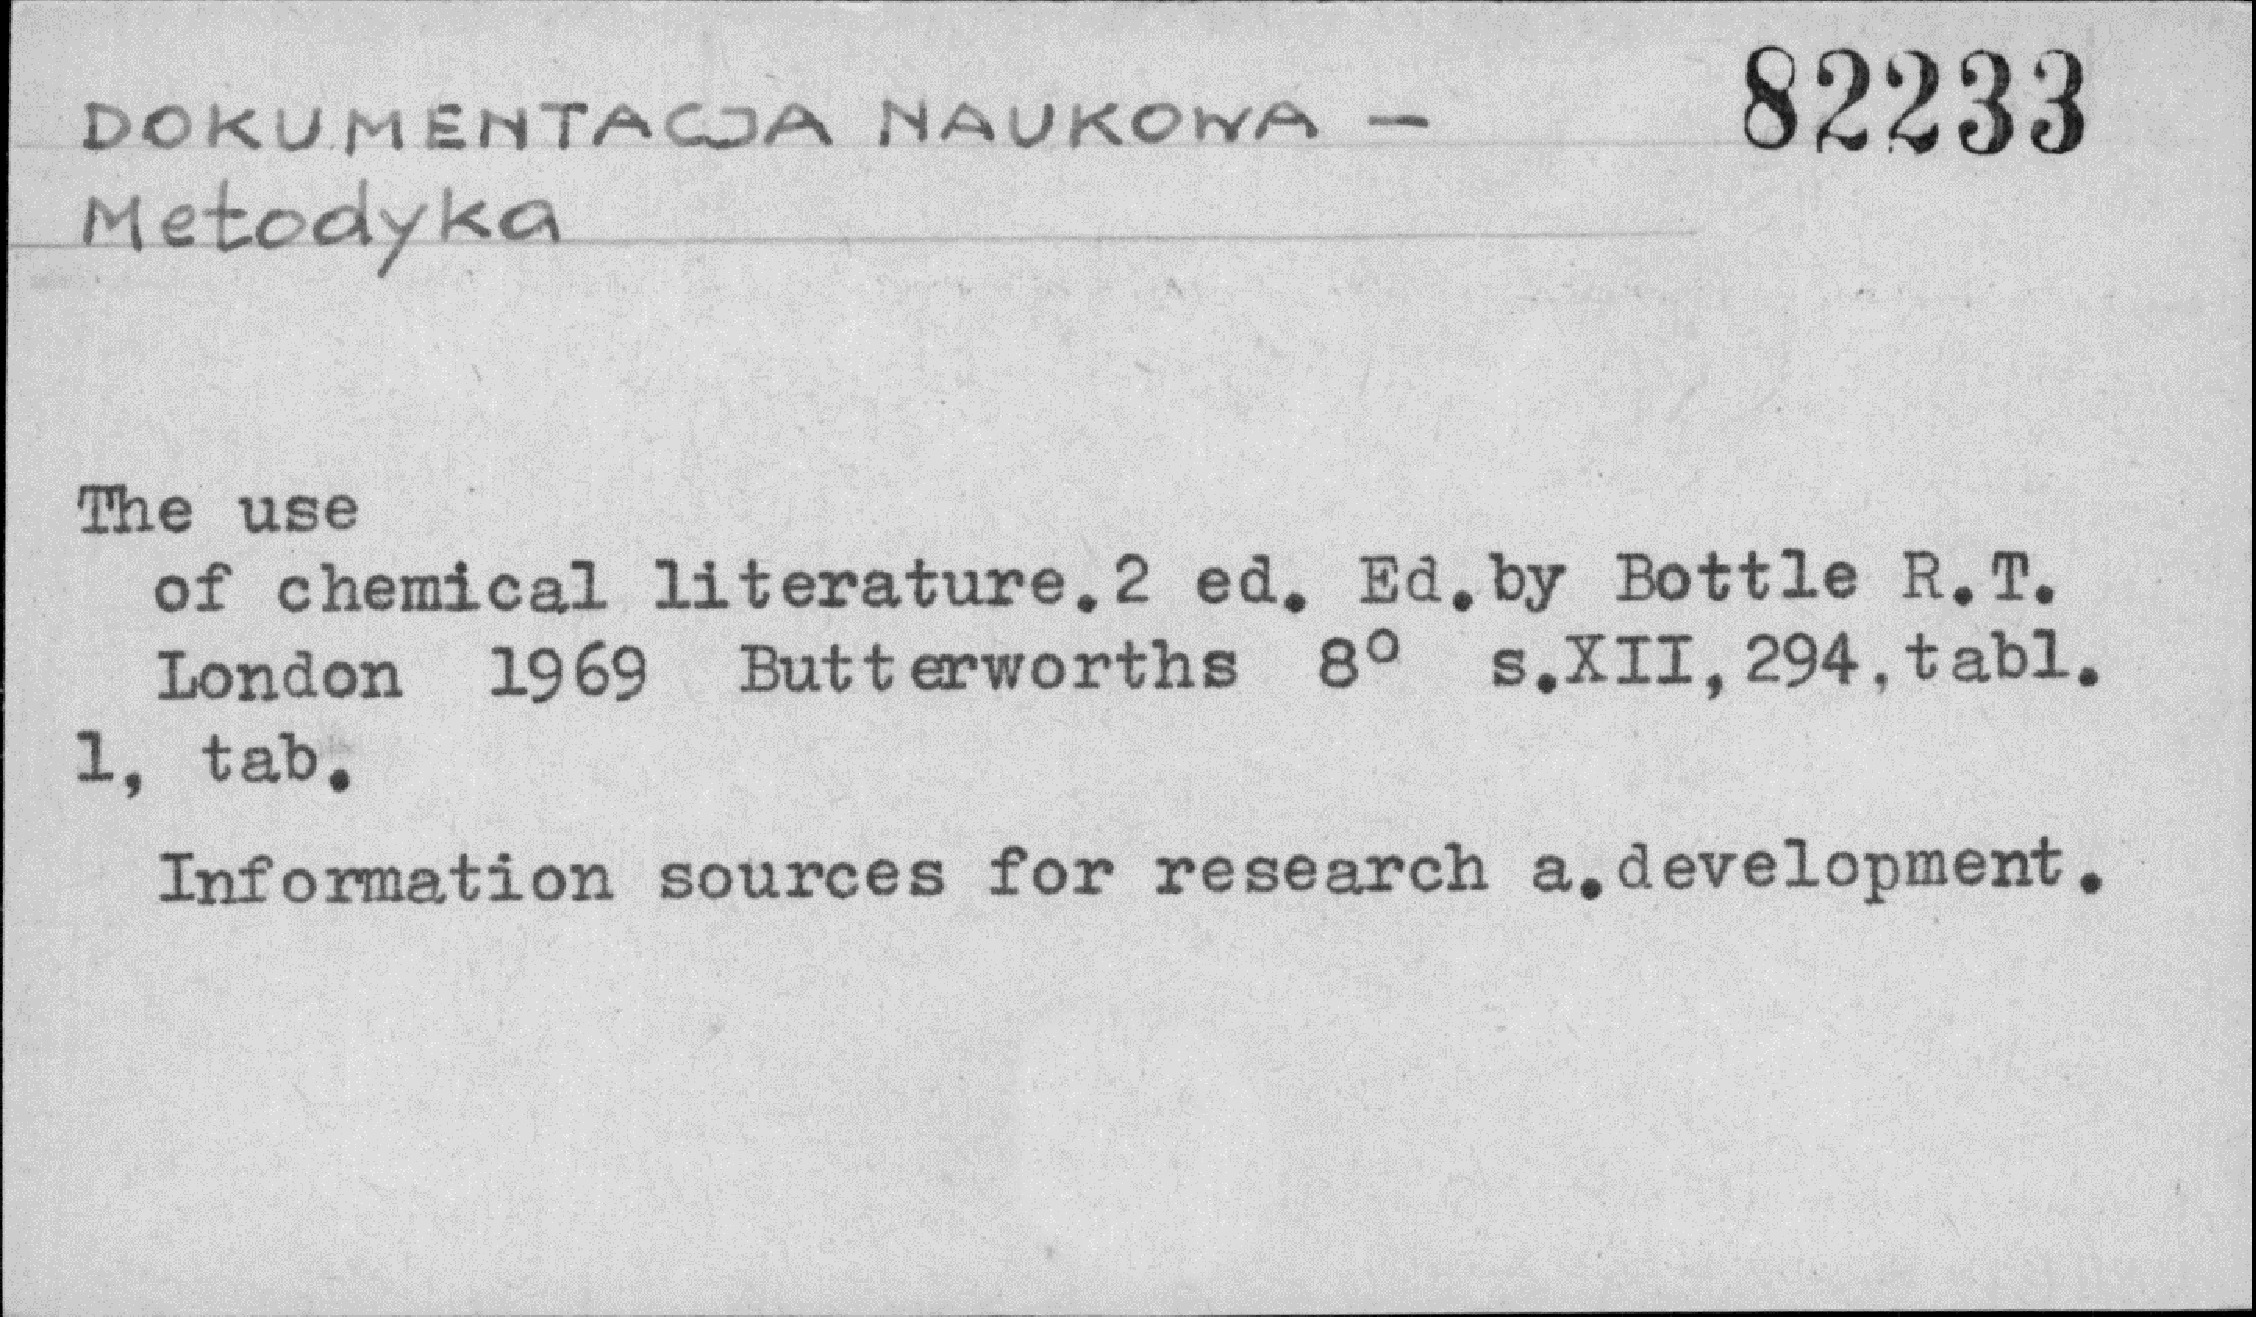 82233
DOKUMENTACJA NAUKOWA –
Metodyka
The use
of chemical literature.2 ed. Ed.by Bottle R.T.
London 1969 Butterworths 8° s.XII,294,tabl.
1, tab.
Information sources for research a.development.